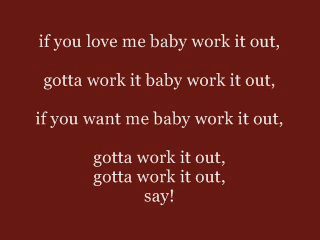 if you love me baby work it out,
gotta work it baby work it out,
if you want me baby work it out,
gotta work it out,
gotta work it out,
say!